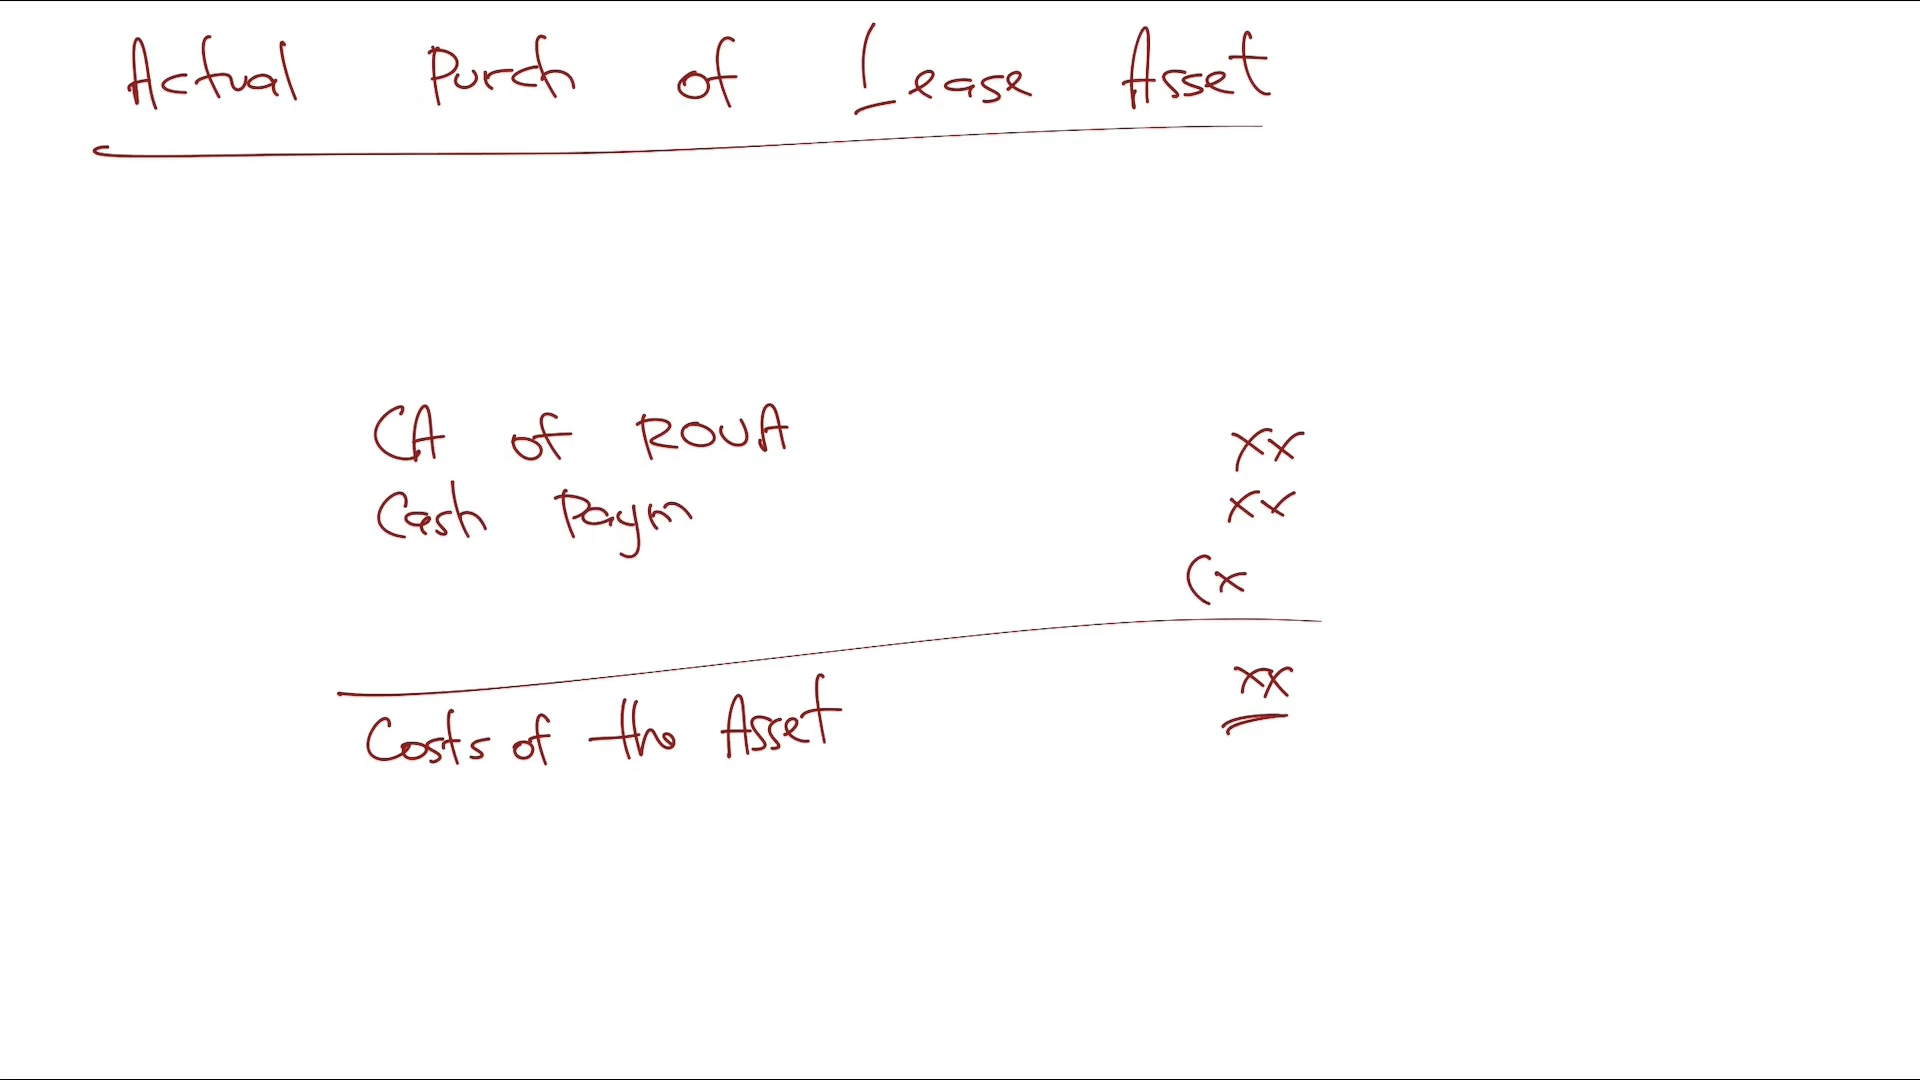 Actual Purch of Lease Asset
CA of ROUA xx
Cash Paym xx
(x
Costs of the Asset xx